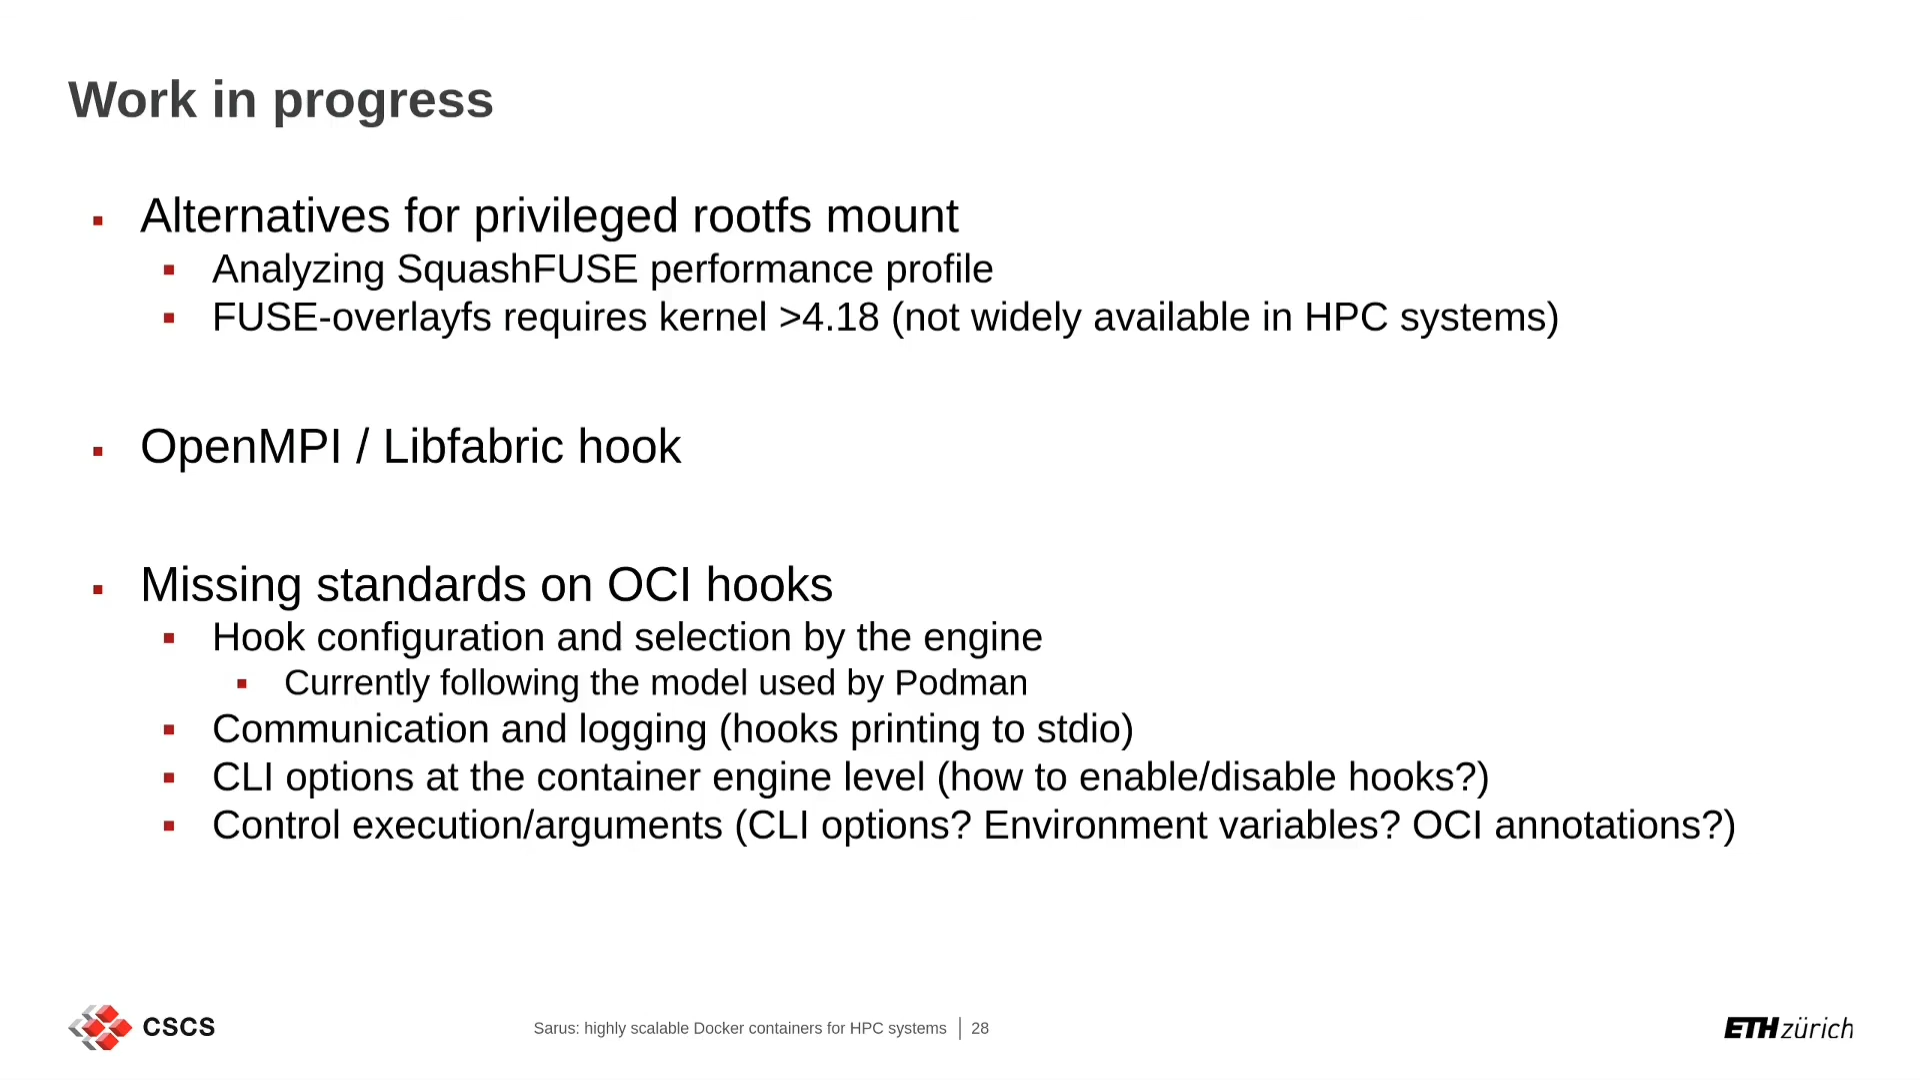 Work in progress
Alternatives for privileged rootfs mount
Analyzing SquashFUSE performance profile
FUSE-overlayfs requires kernel >4.18 (not widely available in HPC systems)
OpenMPI / Libfabric hook
Missing standards on OCI hooks
Hook configuration and selection by the engine
Currently following the model used by Podman
Communication and logging (hooks printing to stdio)
CLI options at the container engine level (how to enable/disable hooks?)
Control execution/arguments (CLI options? Environment variables? OCI annotations?)
CSCS
Sarus: highly scalable Docker containers for HPC systems | 28
ETH zürich